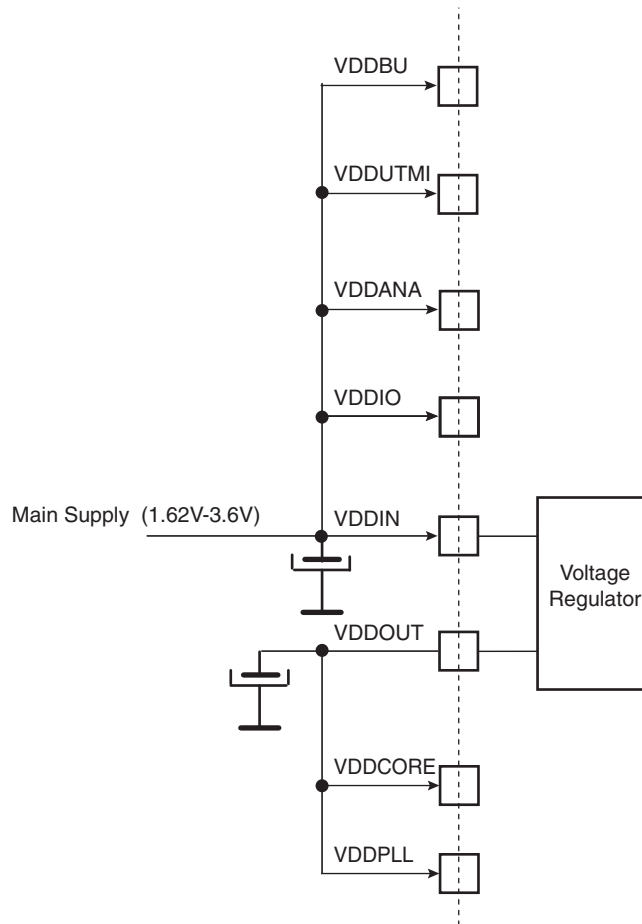 VDDBU
VDDUTMI
VDDANA
VDDIO
Main Supply (1.62V-3.6V)
VDDIN
Voltage
Regulator
VDDOUT
VDDCORE
VDDPLL